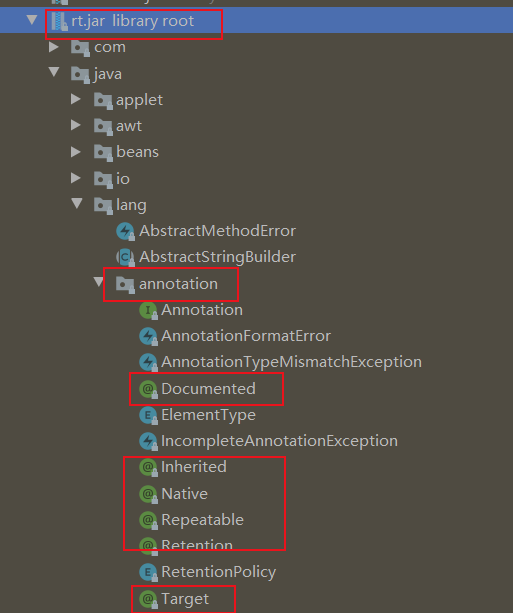 rt.jar library root
com
java
applet
awt
beans
io
lang
AbstractMethodError
AbstractStringBuilder
annotation
Annotation
AnnotationFormatError
AnnotationTypeMismatchException
Documented
ElementType
IncompleteAnnotationException
Inherited
Native
Repeatable
Retention
RetentionPolicy
Target